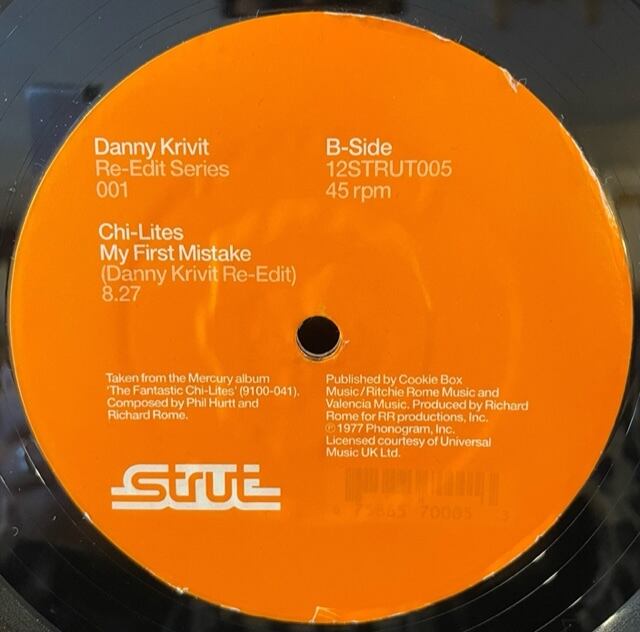 Danny Krivit
Re-Edit Series
001
B-Side
12STRUT005
45 rpm
Chi-Lites
My First Mistake
(Danny Krivit Re-Edit)
8.27
Taken from the Mercury album
'The Fantastic Chi-Lites' (9100-041).
Composed by Phil Hurtt and
Richard Rome.
Published by Cookie Box
Music/Ritchie Rome Music and
Valencia Music. Produced by Richard
Rome for RR productions, Inc.
℗1977 Phonogram, Inc.
Licensed courtesy of Universal
Music UK Ltd.
Strut
70005 3